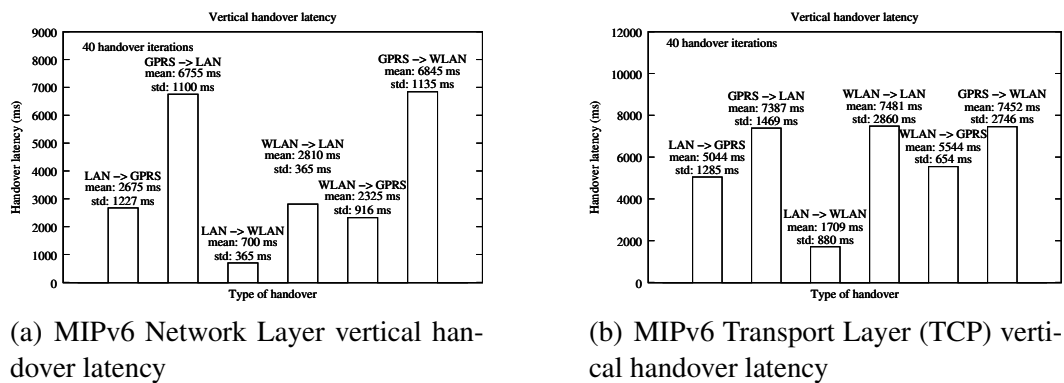 Vertical handover latency
9000
8000
7000
6000
5000
4000
3000
2000
1000
0
Handover latency (ms)
40 handover iterations
LAN –> GPRS
mean: 2675 ms
std: 1227 ms
GPRS –> LAN
mean: 6755 ms
std: 1100 ms
LAN –> WLAN
mean: 700 ms
std: 365 ms
WLAN –> LAN
mean: 2810 ms
std: 365 ms
WLAN –> GPRS
mean: 2325 ms
std: 916 ms
GPRS –> WLAN
mean: 6845 ms
std: 1135 ms
Type of handover
(a) MIPv6 Network Layer vertical han-
dover latency
Vertical handover latency
12000
10000
8000
6000
4000
2000
0
Handover latency (ms)
40 handover iterations
LAN –> GPRS
mean: 5044 ms
std: 1285 ms
GPRS –> LAN
mean: 7387 ms
std: 1469 ms
LAN –> WLAN
mean: 1709 ms
std: 880 ms
WLAN –> LAN
mean: 7481 ms
std: 2860 ms
WLAN –> GPRS
mean: 5544 ms
std: 654 ms
GPRS –> WLAN
mean: 7452 ms
std: 2746 ms
Type of handover
(b) MIPv6 Transport Layer (TCP) verti-
cal handover latency